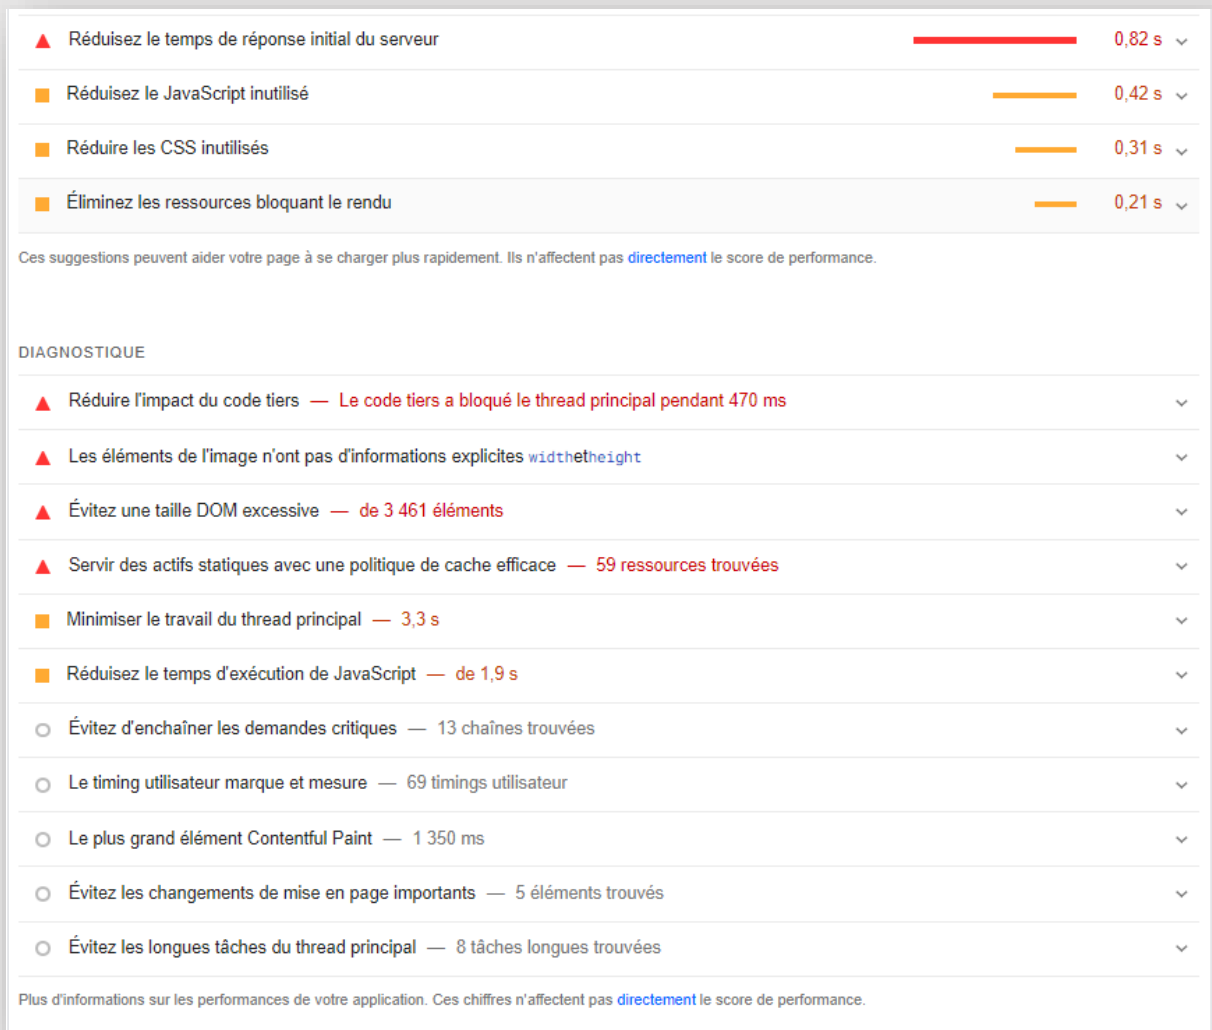 Réduisez le temps de réponse initial du serveur 0,82 s
Réduisez le JavaScript inutilisé 0,42 s
Réduire les CSS inutilisés 0,31 s
Éliminez les ressources bloquant le rendu 0,21 s
Ces suggestions peuvent aider votre page à se charger plus rapidement. Ils n'affectent pas directement le score de performance.
DIAGNOSTIQUE
Réduire l'impact du code tiers — Le code tiers a bloqué le thread principal pendant 470 ms
Les éléments de l'image n'ont pas d'informations explicites widthetheight
Évitez une taille DOM excessive — de 3 461 éléments
Servir des actifs statiques avec une politique de cache efficace — 59 ressources trouvées
Minimiser le travail du thread principal — 3,3 s
Réduisez le temps d'exécution de JavaScript — de 1,9 s
Évitez d'enchaîner les demandes critiques — 13 chaînes trouvées
Le timing utilisateur marque et mesure — 69 timings utilisateur
Le plus grand élément Contentful Paint — 1 350 ms
Évitez les changements de mise en page importants — 5 éléments trouvés
Évitez les longues tâches du thread principal — 8 tâches longues trouvées
Plus d'informations sur les performances de votre application. Ces chiffres n'affectent pas directement le score de performance.